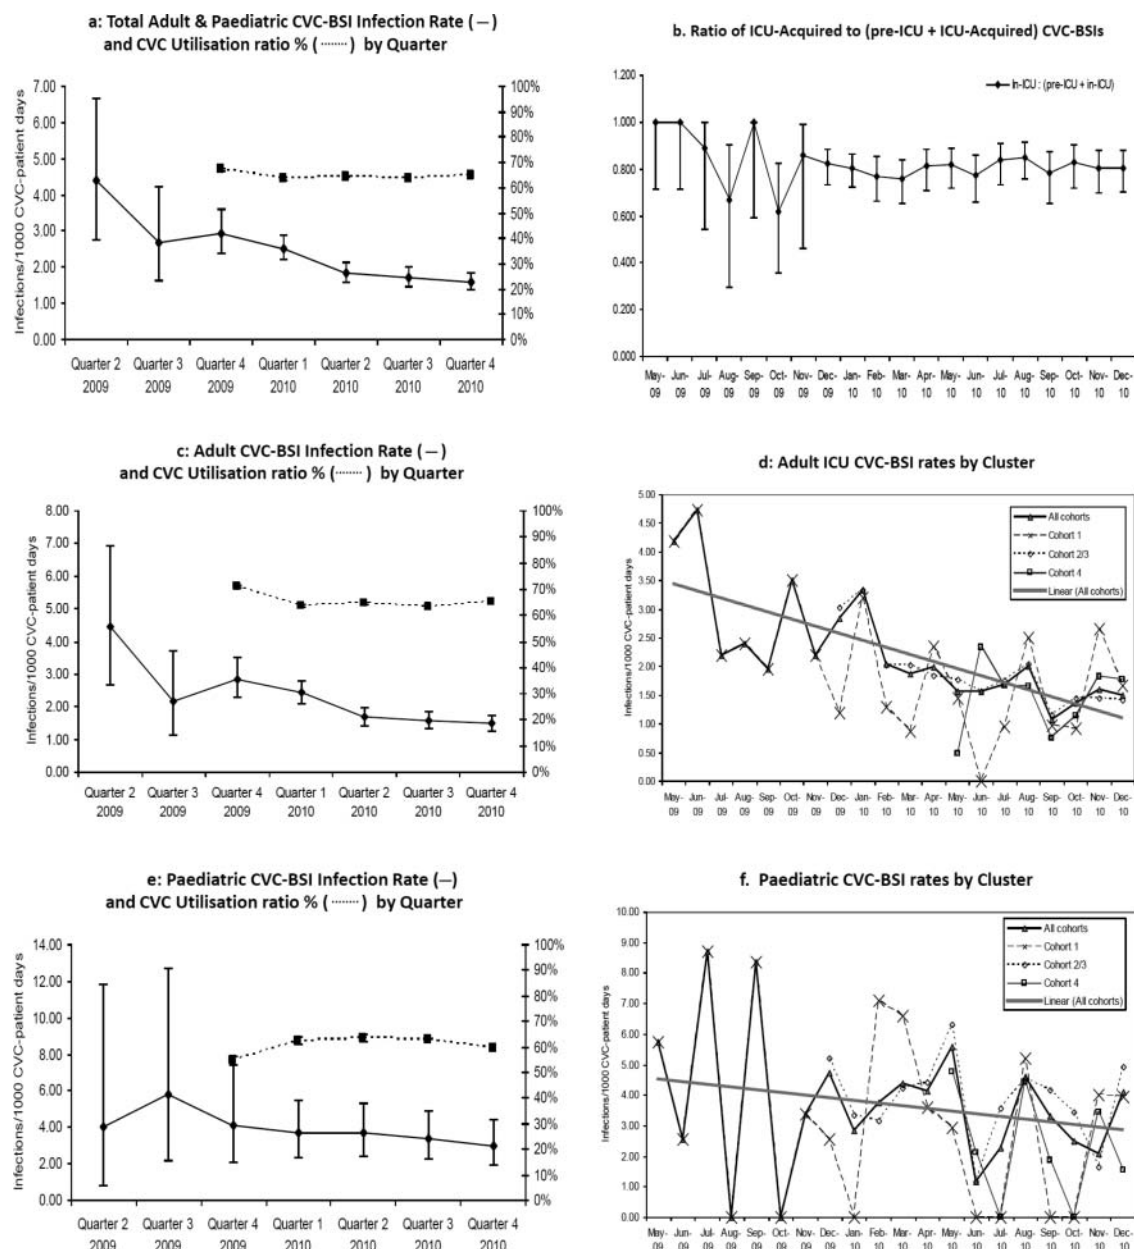 a: Total Adult & Paediatric CVC-BSI Infection Rate (—)
and CVC Utilisation ratio % ( ········ ) by Quarter
Infections/1000 CVC-patient days
7.00
6.00
5.00
4.00
3.00
2.00
1.00
0.00
100%
90%
80%
70%
60%
50%
40%
30%
20%
10%
0%
Quarter 2 Quarter 3 Quarter 4 Quarter 1 Quarter 2 Quarter 3 Quarter 4
2009 2009 2009 2010 2010 2010 2010
b. Ratio of ICU-Acquired to (pre-ICU + ICU-Acquired) CVC-BSIs
In-ICU : (pre-ICU + in-ICU)
1.200
1.000
0.800
0.600
0.400
0.200
0.000
May- Jun- Jul- Aug- Sep- Oct- Nov- Dec- Jan- Feb- Mar- Apr- May- Jun- Jul- Aug- Sep- Oct- Nov- Dec-
09 09 09 09 09 09 09 09 10 10 10 10 10 10 10 10 10 10 10 10
c: Adult CVC-BSI Infection Rate (—)
and CVC Utilisation ratio % ( ········ ) by Quarter
Infections/1000 CVC-patient days
8.00
7.00
6.00
5.00
4.00
3.00
2.00
1.00
0.00
100%
90%
80%
70%
60%
50%
40%
30%
20%
10%
0%
Quarter 2 Quarter 3 Quarter 4 Quarter 1 Quarter 2 Quarter 3 Quarter 4
2009 2009 2009 2010 2010 2010 2010
d: Adult ICU CVC-BSI rates by Cluster
Infections/1000 CVC-patient days
5.00
4.50
4.00
3.50
3.00
2.50
2.00
1.50
1.00
0.50
0.00
All cohorts
Cohort 1
Cohort 2/3
Cohort 4
Linear (All cohorts)
May- Jun- Jul- Aug- Sep- Oct- Nov- Dec- Jan- Feb- Mar- Apr- May- Jun- Jul- Aug- Sep- Oct- Nov- Dec-
09 09 09 09 09 09 09 09 10 10 10 10 10 10 10 10 10 10 10 10
e: Paediatric CVC-BSI Infection Rate (—)
and CVC Utilisation ratio % ( ········ ) by Quarter
Infections/1000 CVC-patient days
14.00
12.00
10.00
8.00
6.00
4.00
2.00
0.00
100%
90%
80%
70%
60%
50%
40%
30%
20%
10%
0%
Quarter 2 Quarter 3 Quarter 4 Quarter 1 Quarter 2 Quarter 3 Quarter 4
2009 2009 2009 2010 2010 2010 2010
f. Paediatric CVC-BSI rates by Cluster
Infections/1000 CVC-patient days
10.00
9.00
8.00
7.00
6.00
5.00
4.00
3.00
2.00
1.00
0.00
All cohorts
Cohort 1
Cohort 2/3
Cohort 4
Linear (All cohorts)
May- Jun- Jul- Aug- Sep- Oct- Nov- Dec- Jan- Feb- Mar- Apr- May- Jun- Jul- Aug- Sep- Oct- Nov- Dec-
09 09 09 09 09 09 09 09 10 10 10 10 10 10 10 10 10 10 10 10